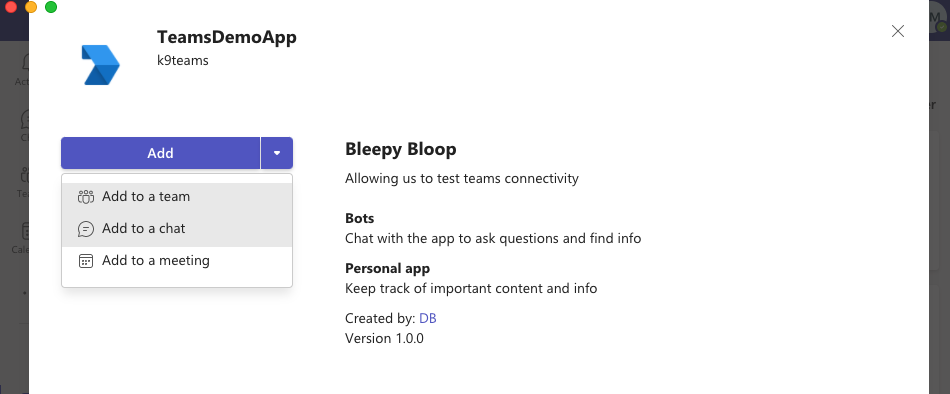 TeamsDemoApp
k9teams
Add
Add to a team
Add to a chat
Add to a meeting
Bleepy Bloop
Allowing us to test teams connectivity
Bots
Chat with the app to ask questions and find info
Personal app
Keep track of important content and info
Created by: DB
Version 1.0.0